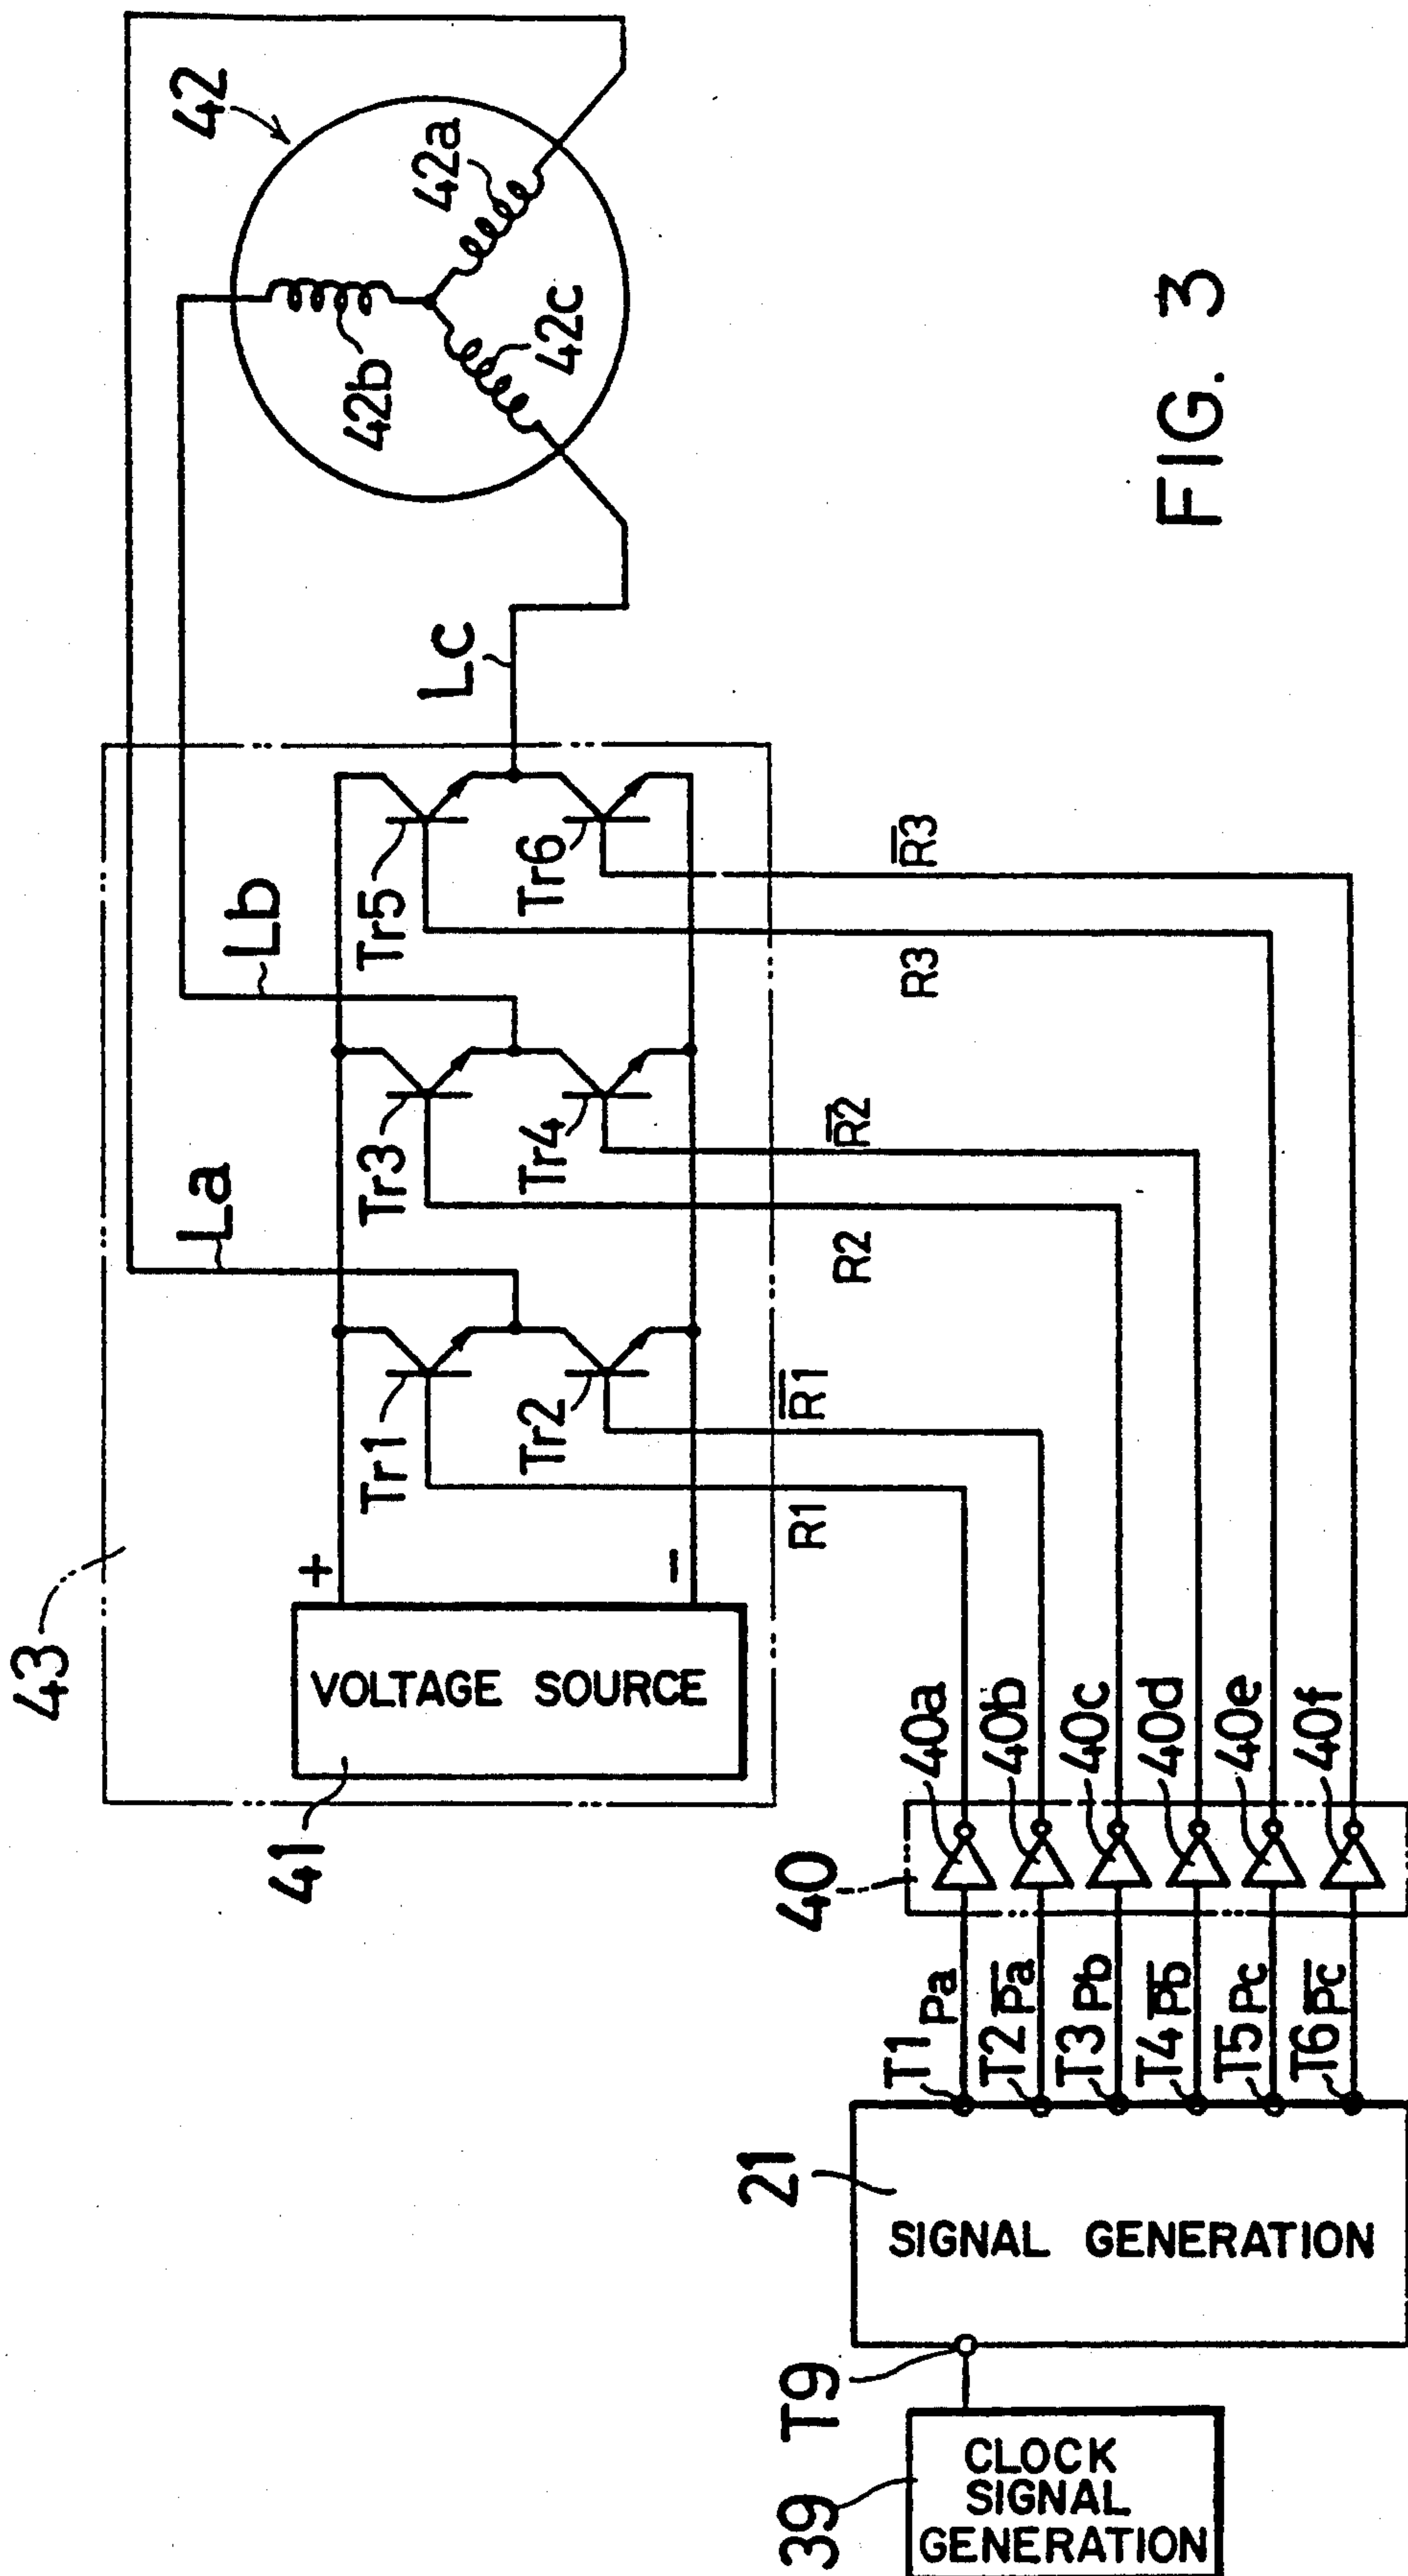 43
41
VOLTAGE SOURCE
+
−
La
Lb
Lc
Tr1
Tr2
Tr3
Tr4
Tr5
Tr6
42
42a
42b
42c
R1
R̅1
R2
R̅2
R3
R̅3
40
40a
40b
40c
40d
40e
40f
T1 Pa
T2 P̅a̅
T3 Pb
T4 P̅b̅
T5 Pc
T6 P̅c̅
21
SIGNAL GENERATION
T9
39
CLOCK
SIGNAL
GENERATION
FIG. 3